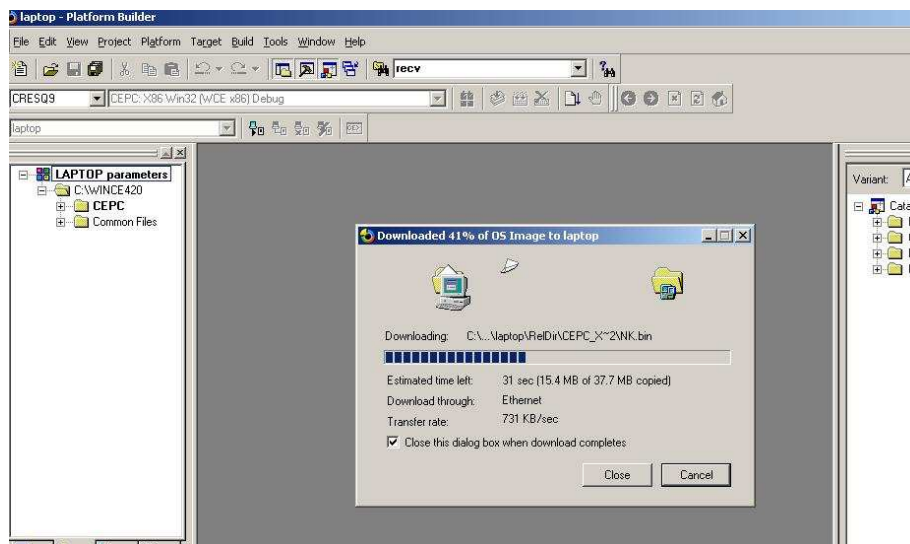 laptop - Platform Builder
File Edit View Project Platform Target Build Tools Window Help
recv
CRESQ9 CEPC: X86 Win32 (WCE x86) Debug
laptop
LAPTOP parameters
C:\WINCE420
CEPC
Common Files
Variant:
Downloaded 41% of OS Image to laptop
Downloading: C:\...\laptop\RelDir\CEPC_X~2\NK.bin
Estimated time left: 31 sec (15.4 MB of 37.7 MB copied)
Download through: Ethernet
Transfer rate: 731 KB/sec
Close this dialog box when download completes
Close Cancel